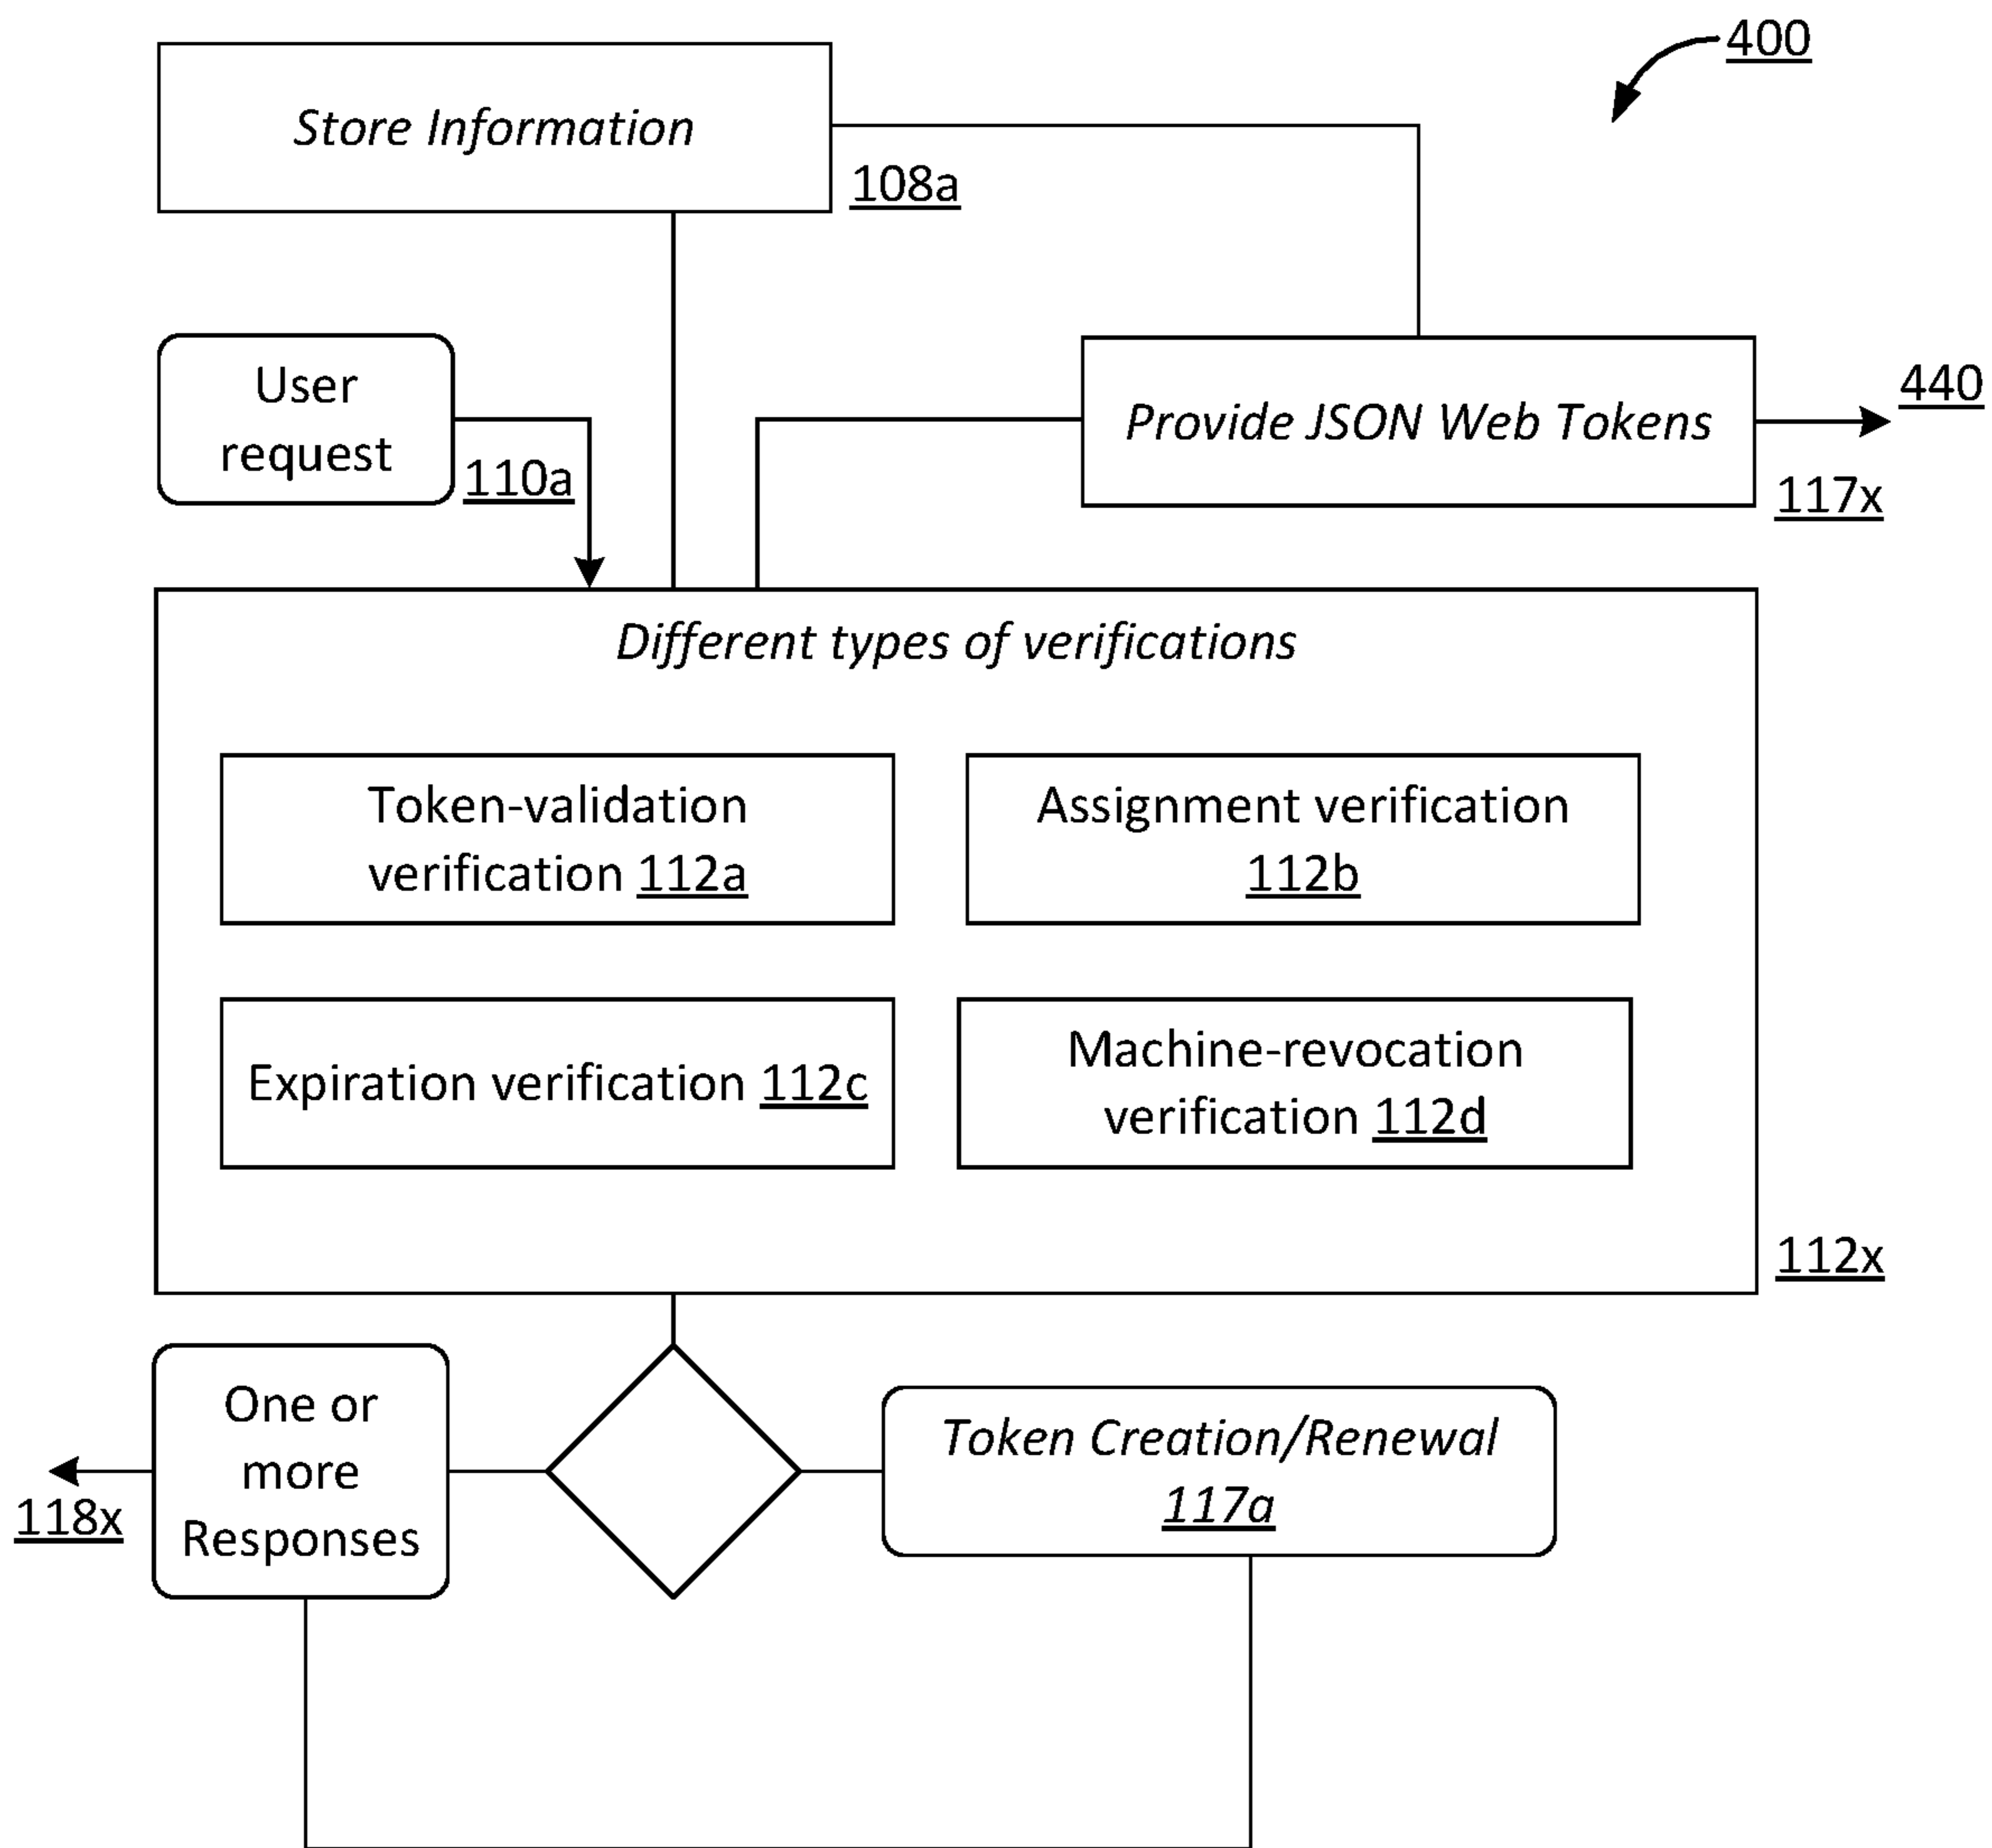 400
Store Information
108a
User
request
110a
Provide JSON Web Tokens
440
117x
Different types of verifications
Token-validation
verification 112a
Assignment verification
112b
Expiration verification 112c
Machine-revocation
verification 112d
112x
One or
more
Responses
118x
Token Creation/Renewal
117a